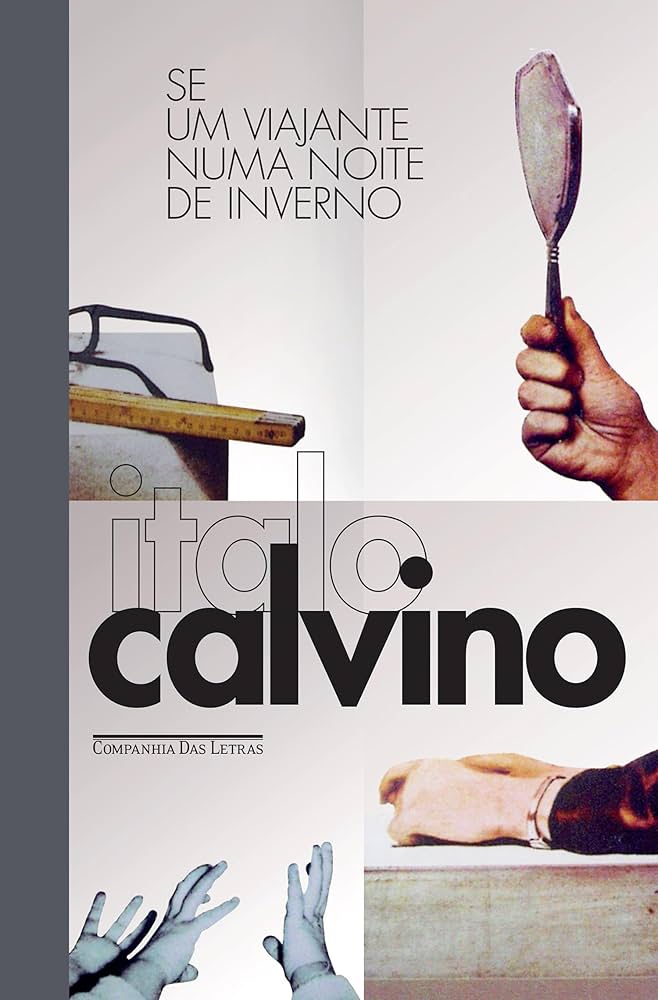 SE
UM VIAJANTE
NUMA NOITE
DE INVERNO
italo
calvino
COMPANHIA DAS LETRAS